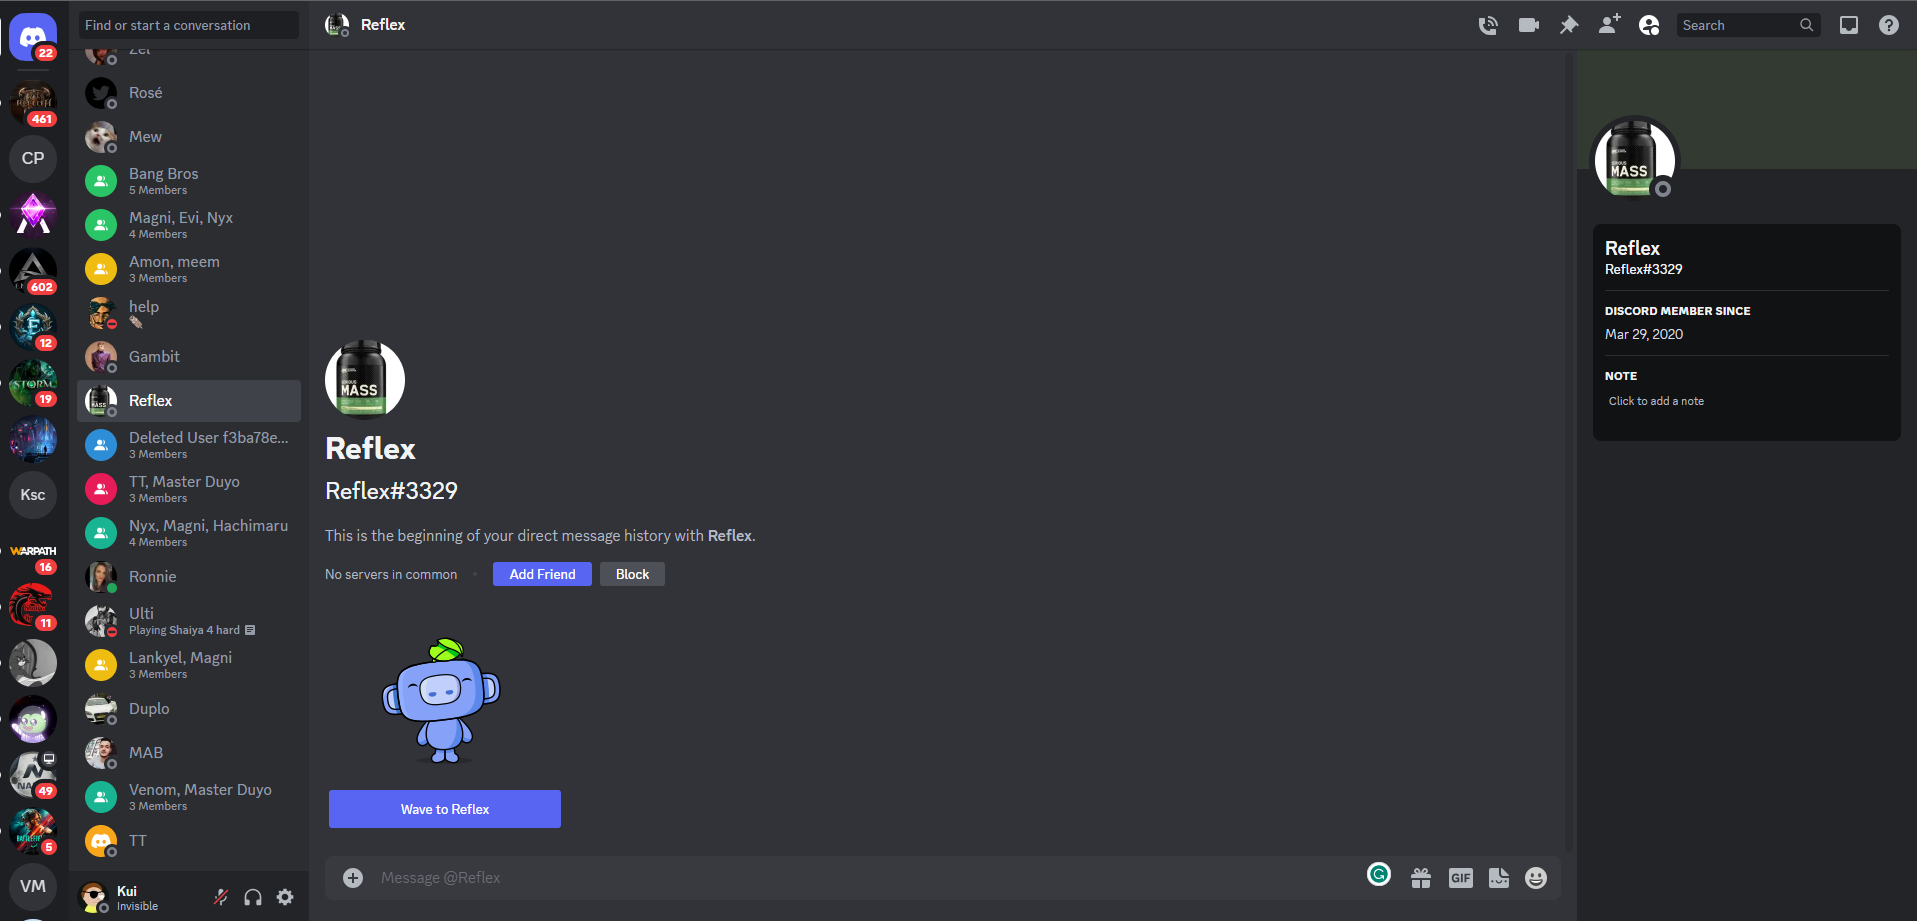 22
461
CP
602
12
STORM
19
Ksc
WARPATH
16
11
49
5
VM
Find or start a conversation
Zel
Rosé
Mew
Bang Bros
5 Members
Magni, Evi, Nyx
4 Members
Amon, meem
3 Members
help
Gambit
Reflex
Deleted User f3ba78e...
3 Members
TT, Master Duyo
3 Members
Nyx, Magni, Hachimaru
4 Members
Ronnie
Ulti
Playing Shaiya 4 hard
Lankyel, Magni
3 Members
Duplo
MAB
Venom, Master Duyo
3 Members
TT
Kui
Invisible
Reflex
Search
SERIOUS
MASS
Reflex
Reflex#3329
This is the beginning of your direct message history with Reflex.
No servers in common
Add Friend
Block
Wave to Reflex
Message @Reflex
GIF
SERIOUS
MASS
Reflex
Reflex#3329
DISCORD MEMBER SINCE
Mar 29, 2020
NOTE
Click to add a note